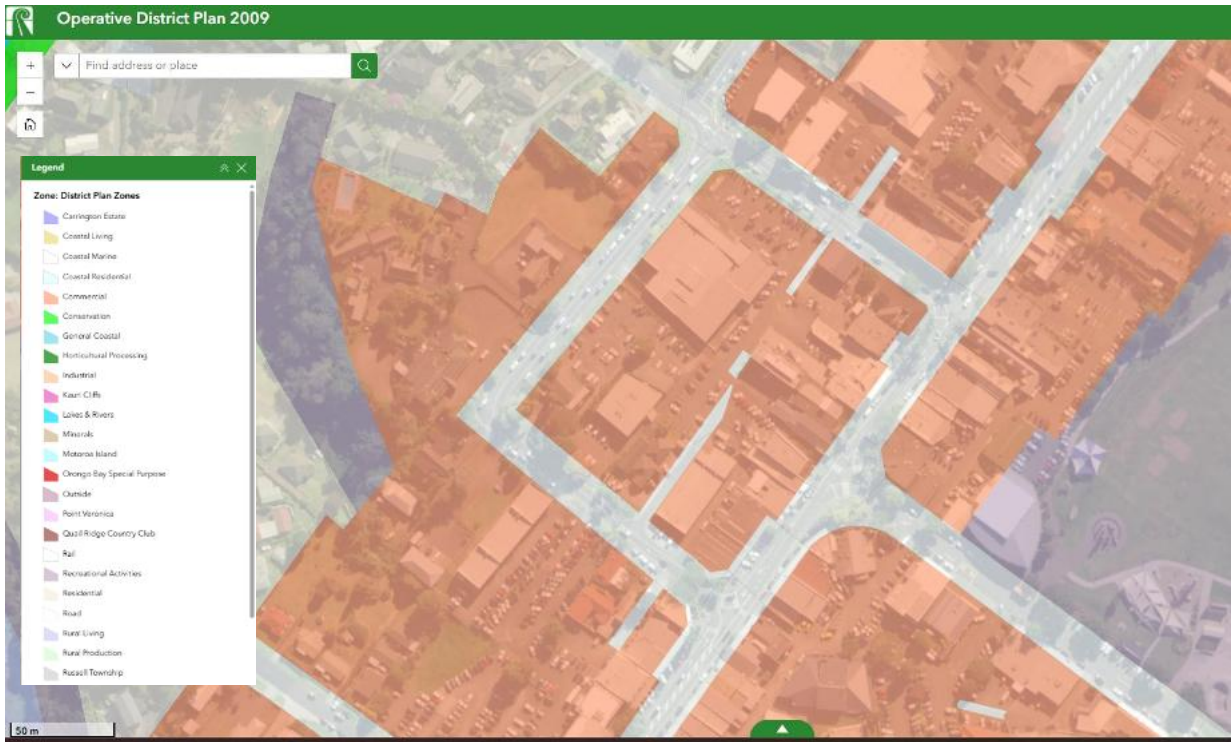 Operative District Plan 2009
+
Find address or place
−
Legend
Zone: District Plan Zones
Carrington Estate
Coastal Living
Coastal Marine
Coastal Residential
Commercial
Conservation
General Coastal
Horticultural Processing
Industrial
Kauri Cliffs
Lakes & Rivers
Minerals
Motoroa Island
Orongo Bay Special Purpose
Outside
Point Veronica
Quail Ridge Country Club
Rail
Recreational Activities
Residential
Road
Rural Living
Rural Production
Russell Township
50 m